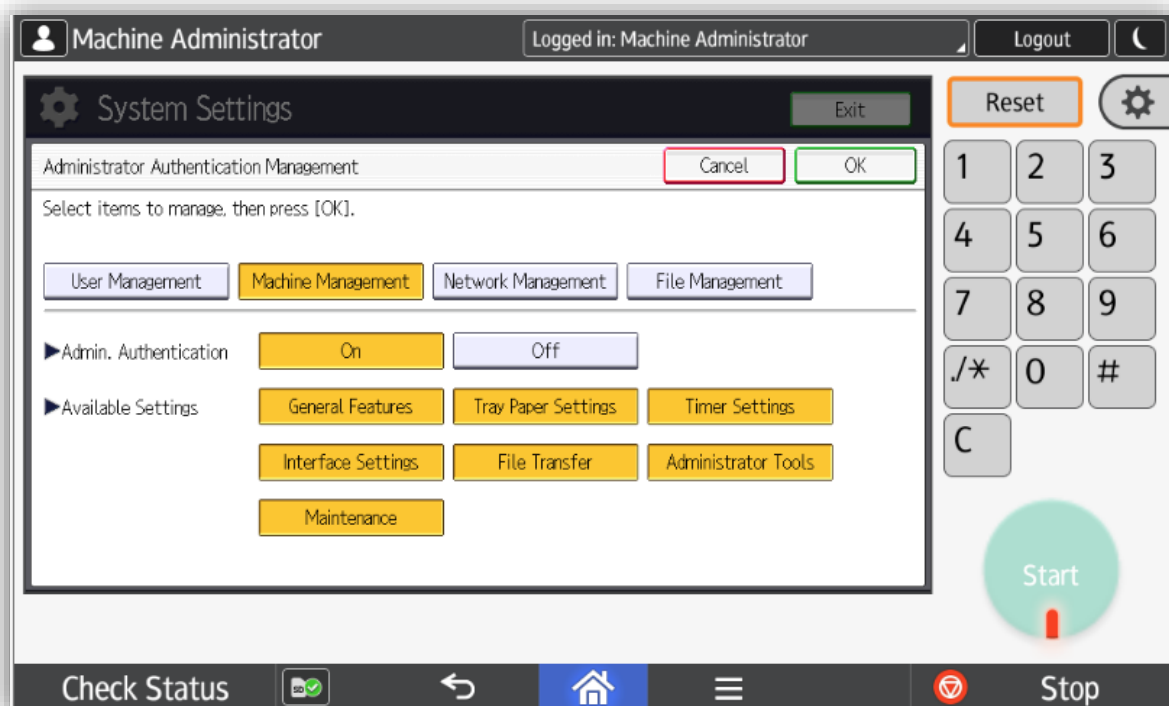 Machine Administrator Logged in: Machine Administrator Logout
System Settings Exit Reset
Administrator Authentication Management Cancel OK
Select items to manage, then press [OK].
User Management Machine Management Network Management File Management
►Admin. Authentication On Off
►Available Settings General Features Tray Paper Settings Timer Settings
Interface Settings File Transfer Administrator Tools
Maintenance
1 2 3
4 5 6
7 8 9
./* 0 #
C
Start
Check Status SD Stop